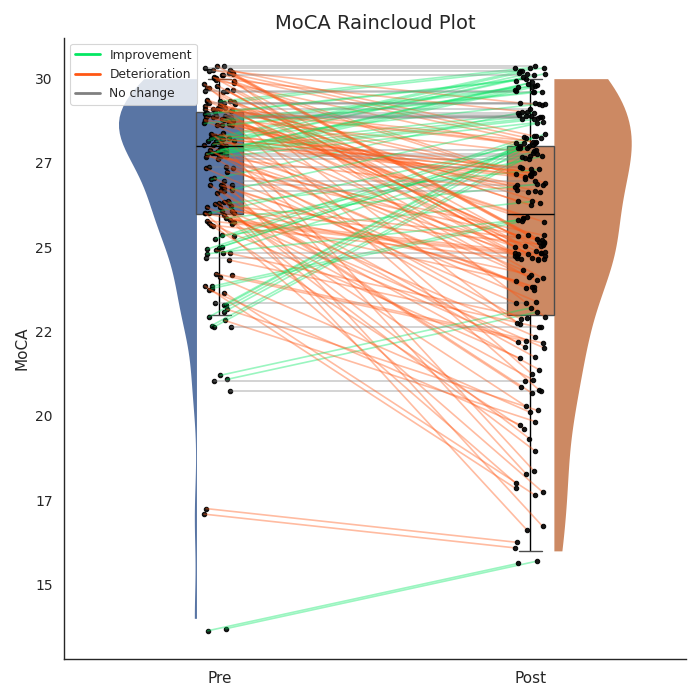 MoCA Raincloud Plot
Improvement
Deterioration
No change
30
27
25
22
20
17
15
MoCA
Pre
Post